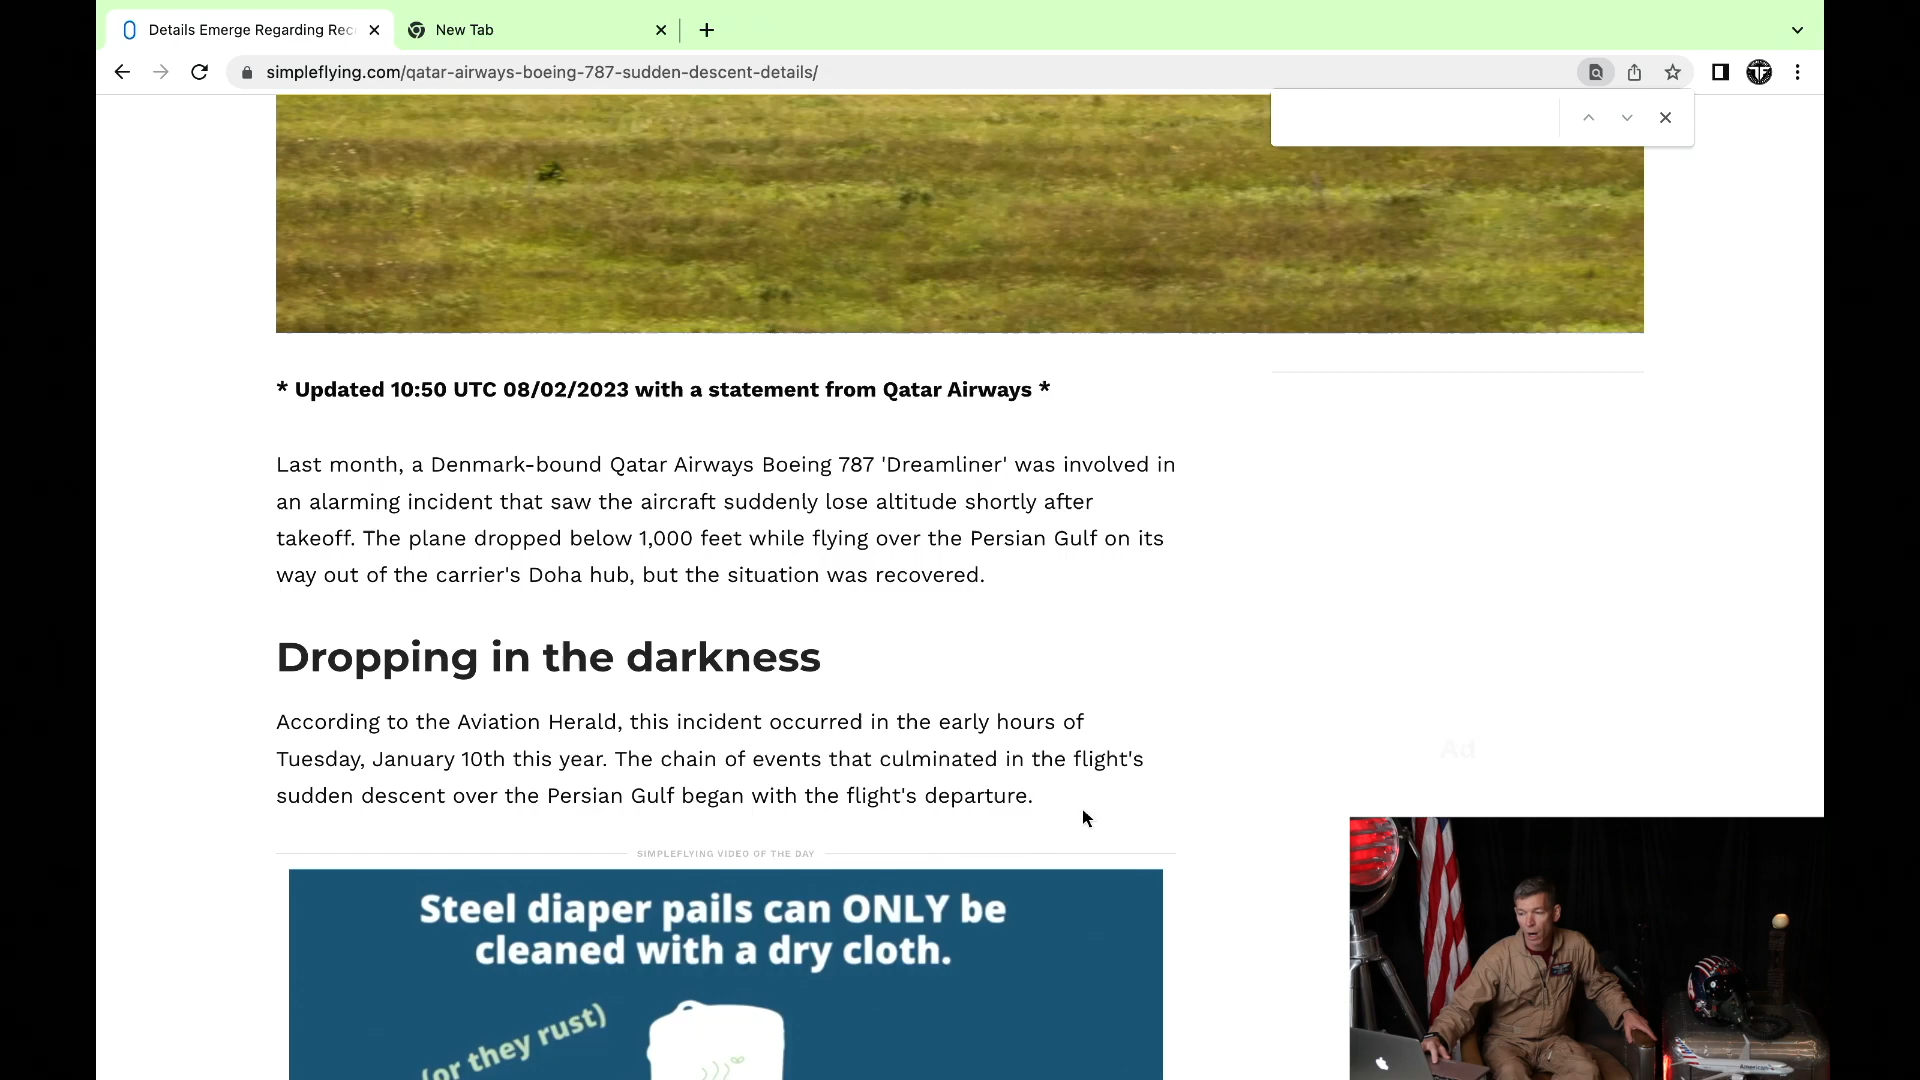 Details Emerge Regarding Rec
New Tab
simpleflying.com/qatar-airways-boeing-787-sudden-descent-details/
* Updated 10:50 UTC 08/02/2023 with a statement from Qatar Airways *
Last month, a Denmark-bound Qatar Airways Boeing 787 'Dreamliner' was involved in
an alarming incident that saw the aircraft suddenly lose altitude shortly after
takeoff. The plane dropped below 1,000 feet while flying over the Persian Gulf on its
way out of the carrier's Doha hub, but the situation was recovered.
Dropping in the darkness
According to the Aviation Herald, this incident occurred in the early hours of
Tuesday, January 10th this year. The chain of events that culminated in the flight's
sudden descent over the Persian Gulf began with the flight's departure.
Ad
SIMPLEFLYING VIDEO OF THE DAY
Steel diaper pails can ONLY be
cleaned with a dry cloth.
(or they rust)
American